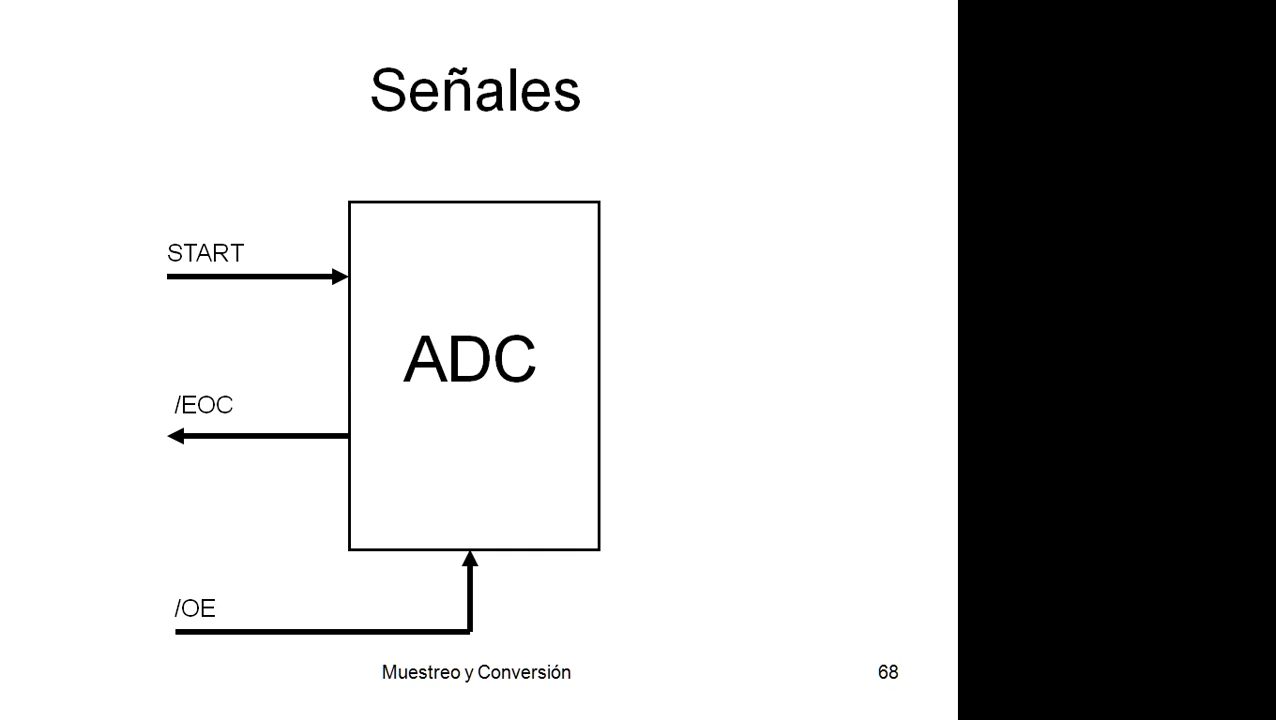 Señales
START
ADC
/EOC
/OE
Muestreo y Conversión
68